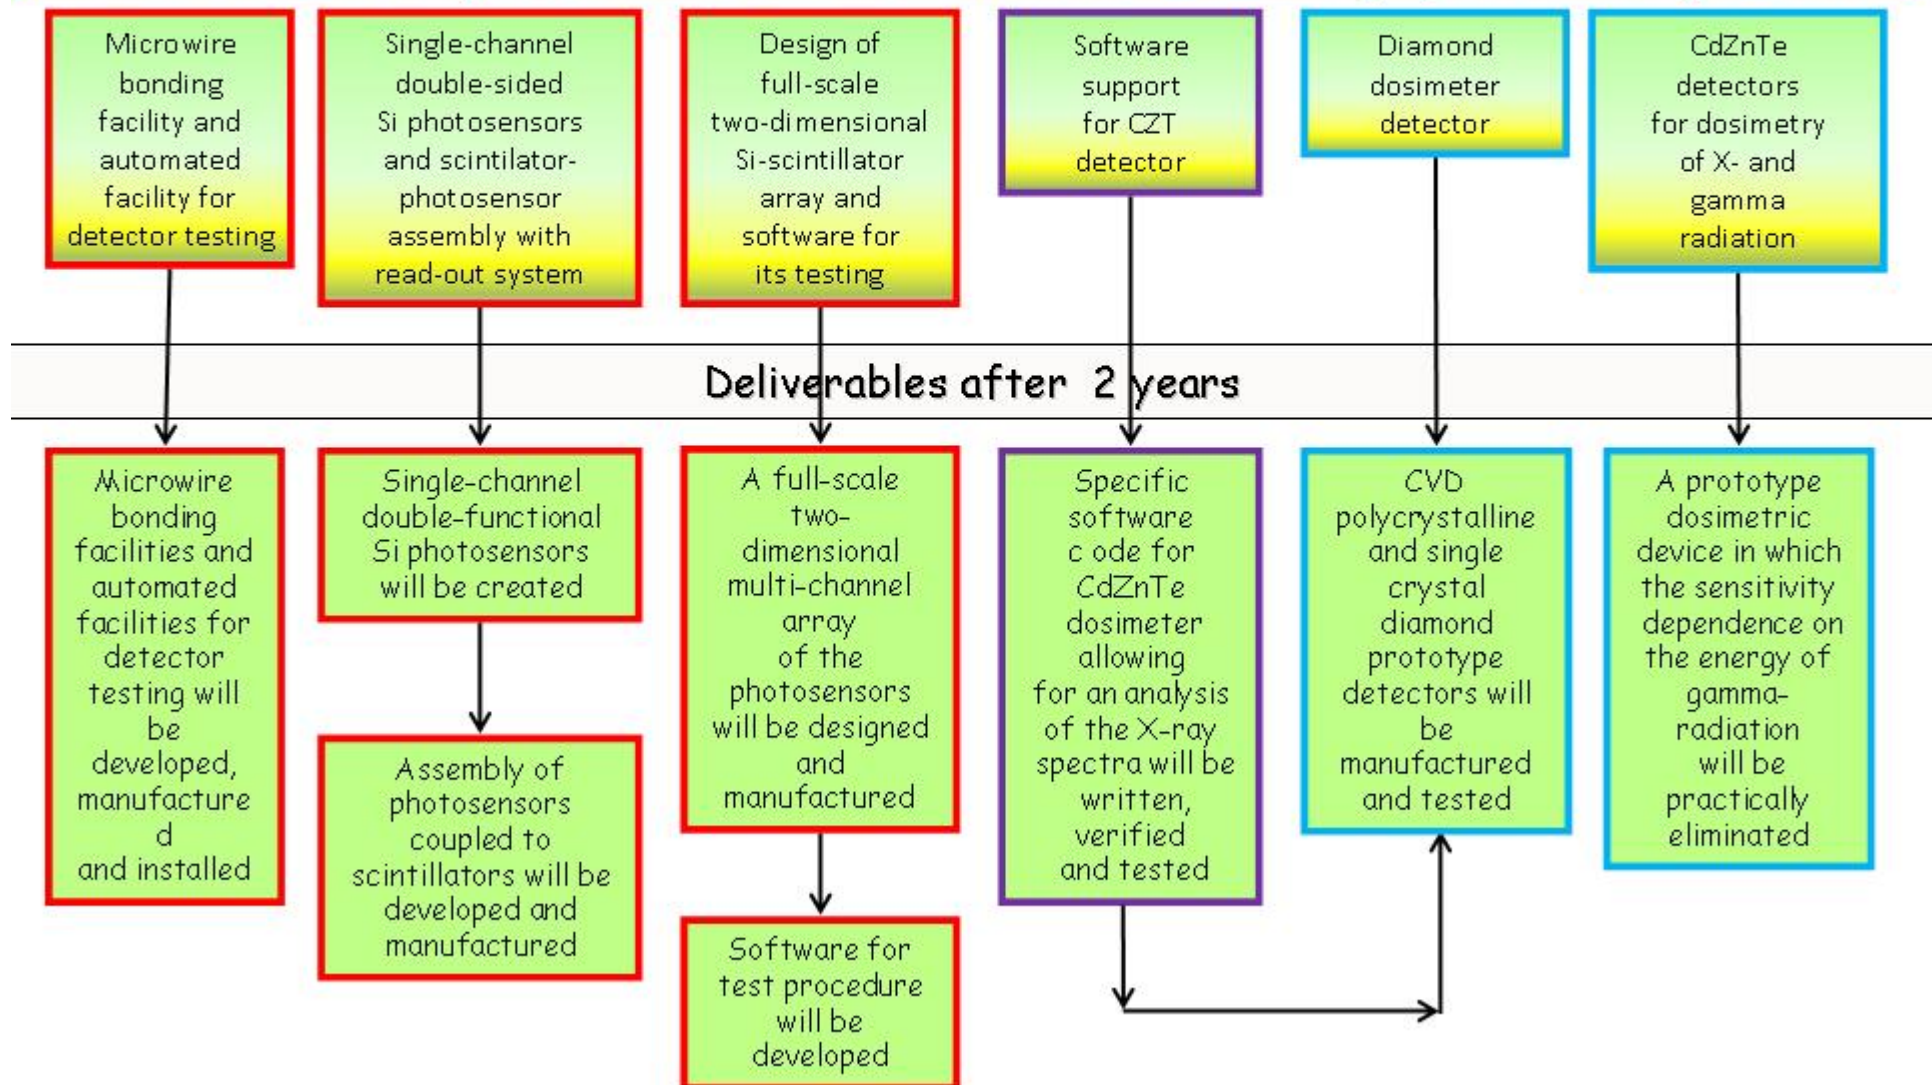 Microwire
bonding
facility and
automated
facility for
detector testing
Single-channel
double-sided
Si photosensors
and scintilator-
photosensor
assembly with
read-out system
Design of
full-scale
two-dimensional
Si-scintillator
array and
software for
its testing
Software
support
for CZT
detector
Diamond
dosimeter
detector
CdZnTe
detectors
for dosimetry
of X- and
gamma
radiation
Deliverables after 2 years
Microwire
bonding
facilities and
automated
facilities for
detector
testing will
be
developed,
manufacture
d
and installed
Single-channel
double-functional
Si photosensors
will be created
Assembly of
photosensors
coupled to
scintillators will be
developed and
manufactured
A full-scale
two-
dimensional
multi-channel
array
of the
photosensors
will be designed
and
manufactured
Software for
test procedure
will be
developed
Specific
software
c ode for
CdZnTe
dosimeter
allowing
for an analysis
of the X-ray
spectra will be
written,
verified
and tested
CVD
polycrystalline
and single
crystal
diamond
prototype
detectors will
be
manufactured
and tested
A prototype
dosimetric
device in which
the sensitivity
dependence on
the energy of
gamma-
radiation
will be
practically
eliminated